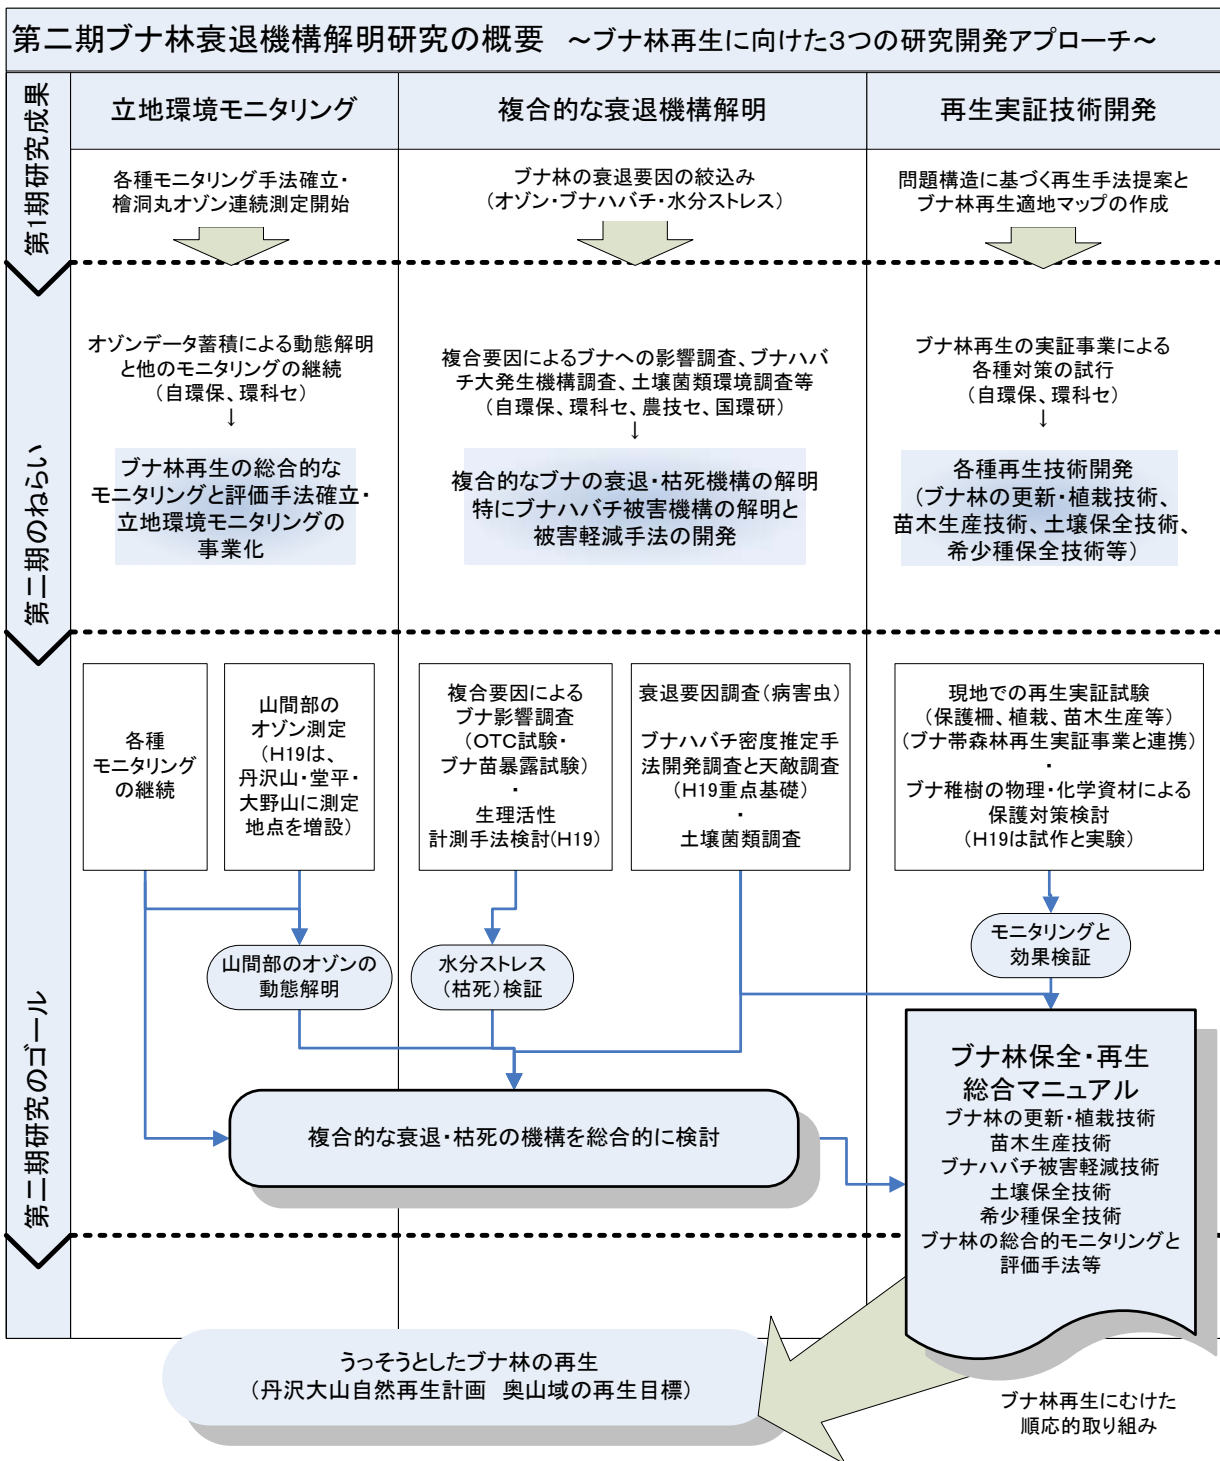 第二期ブナ林衰退機構解明研究の概要　～ブナ林再生に向けた3つの研究開発アプローチ～
第1期研究成果
立地環境モニタリング
複合的な衰退機構解明
再生実証技術開発
各種モニタリング手法確立・
檜洞丸オゾン連続測定開始
ブナ林の衰退要因の絞込み
(オゾン・ブナハバチ・水分ストレス)
問題構造に基づく再生手法提案と
ブナ林再生適地マップの作成
第二期のねらい
オゾンデータ蓄積による動態解明
と他のモニタリングの継続
(自環保、環科セ)
↓
ブナ林再生の総合的な
モニタリングと評価手法確立・
立地環境モニタリングの
事業化
複合要因によるブナへの影響調査、ブナハバ
チ大発生機構調査、土壌菌類環境調査等
(自環保、環科セ、農技セ、国環研)
↓
複合的なブナの衰退・枯死機構の解明
特にブナハバチ被害機構の解明と
被害軽減手法の開発
ブナ林再生の実証事業による
各種対策の試行
(自環保、環科セ)
↓
各種再生技術開発
(ブナ林の更新・植栽技術、
苗木生産技術、土壌保全技術、
希少種保全技術等)
第二期研究のゴール
各種
モニタリング
の継続
山間部の
オゾン測定
(H19は、
丹沢山・堂平・
大野山に測定
地点を増設)
複合要因による
ブナ影響調査
(OTC試験・
ブナ苗暴露試験)
・
生理活性
計測手法検討(H19)
衰退要因調査(病害虫)
ブナハバチ密度推定手
法開発調査と天敵調査
(H19重点基礎)
・
土壌菌類調査
現地での再生実証試験
(保護柵、植栽、苗木生産等)
(ブナ帯森林再生実証事業と連携)
・
ブナ稚樹の物理・化学資材による
保護対策検討
(H19は試作と実験)
山間部のオゾンの
動態解明
水分ストレス
(枯死)検証
モニタリングと
効果検証
複合的な衰退・枯死の機構を総合的に検討
ブナ林保全・再生
総合マニュアル
ブナ林の更新・植栽技術
苗木生産技術
ブナハバチ被害軽減技術
土壌保全技術
希少種保全技術
ブナ林の総合的モニタリングと
評価手法等
うっそうとしたブナ林の再生
(丹沢大山自然再生計画　奥山域の再生目標)
ブナ林再生にむけた
順応的取り組み